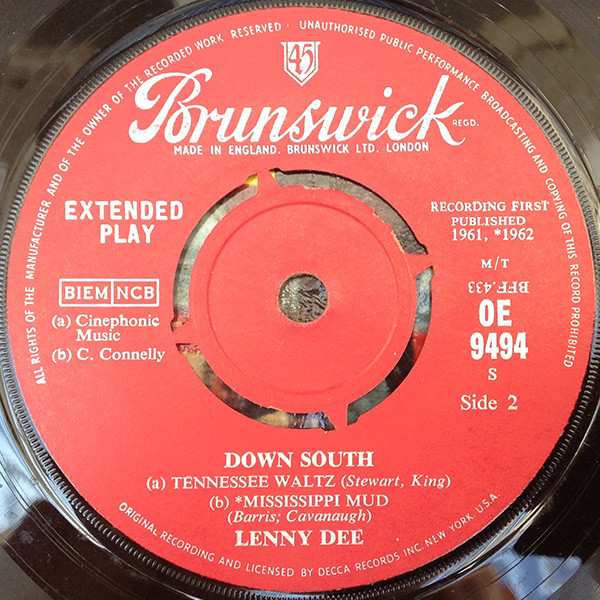 ALL RIGHTS OF THE MANUFACTURER AND OF THE OWNER OF THE RECORDED WORK RESERVED · UNAUTHORISED PUBLIC PERFORMANCE BROADCASTING AND COPYING OF THIS RECORD PROHIBITED
45
Brunswick
REGD.
MADE IN ENGLAND. BRUNSWICK LTD. LONDON
EXTENDED
PLAY
RECORDING FIRST
PUBLISHED
1961, *1962
M/T
BFF.433
BIEM NCB
OE
9494
(a) Cinephonic
Music
(b) C. Connelly
S
Side 2
DOWN SOUTH
(a) TENNESSEE WALTZ (Stewart, King)
(b) *MISSISSIPPI MUD
(Barris; Cavanaugh)
LENNY DEE
ORIGINAL RECORDING AND LICENSED BY DECCA RECORDS INC. NEW YORK. U.S.A.